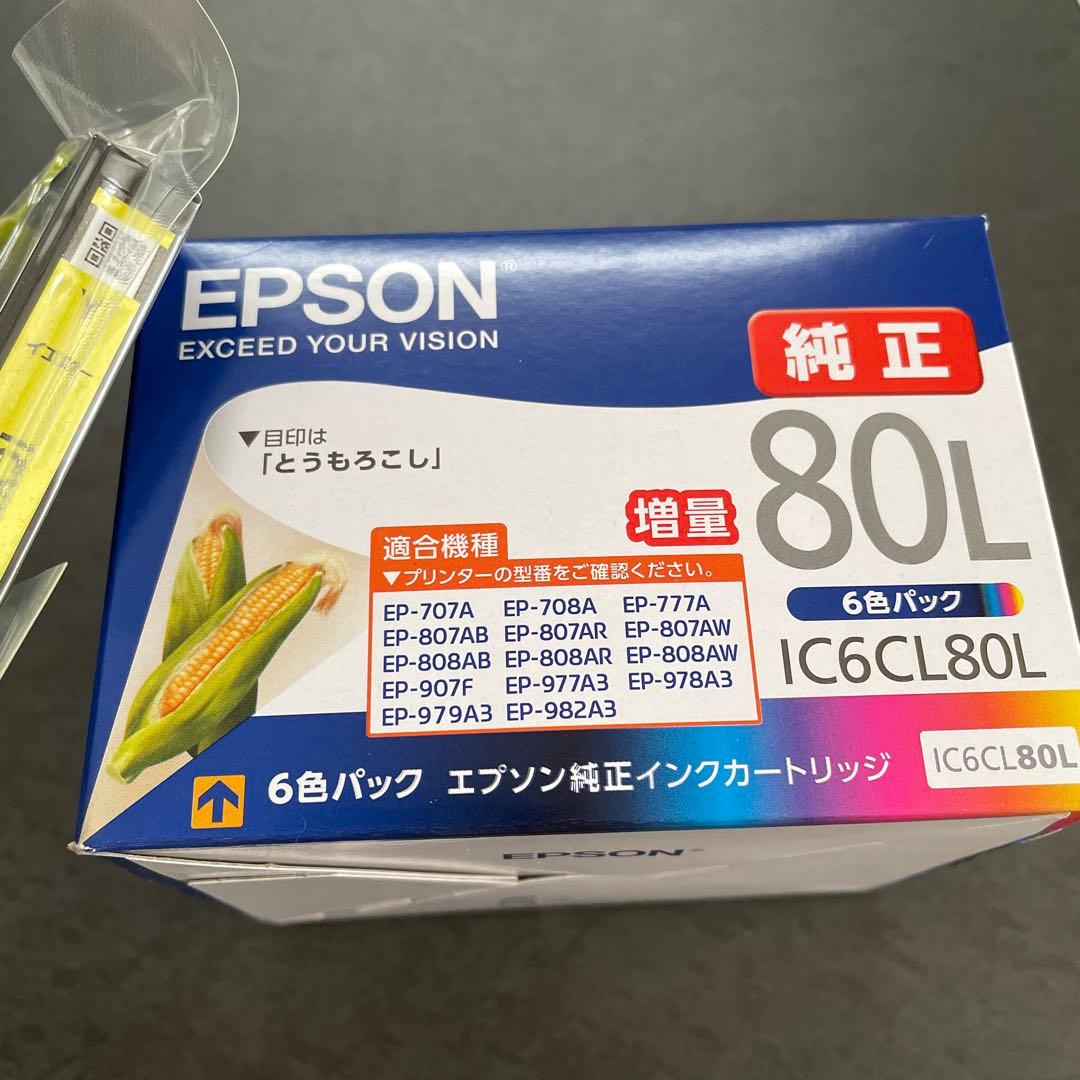 イエロー
EPSON®
EXCEED YOUR VISION
純正
▼目印は
「とうもろこし」
80L
増量
適合機種
▼プリンターの型番をご確認ください。
EP-707A EP-708A EP-777A
EP-807AB EP-807AR EP-807AW
EP-808AB EP-808AR EP-808AW
EP-907F EP-977A3 EP-978A3
EP-979A3 EP-982A3
6色パック
IC6CL80L
6色パック エプソン純正インクカートリッジ
IC6CL80L
EPSON®